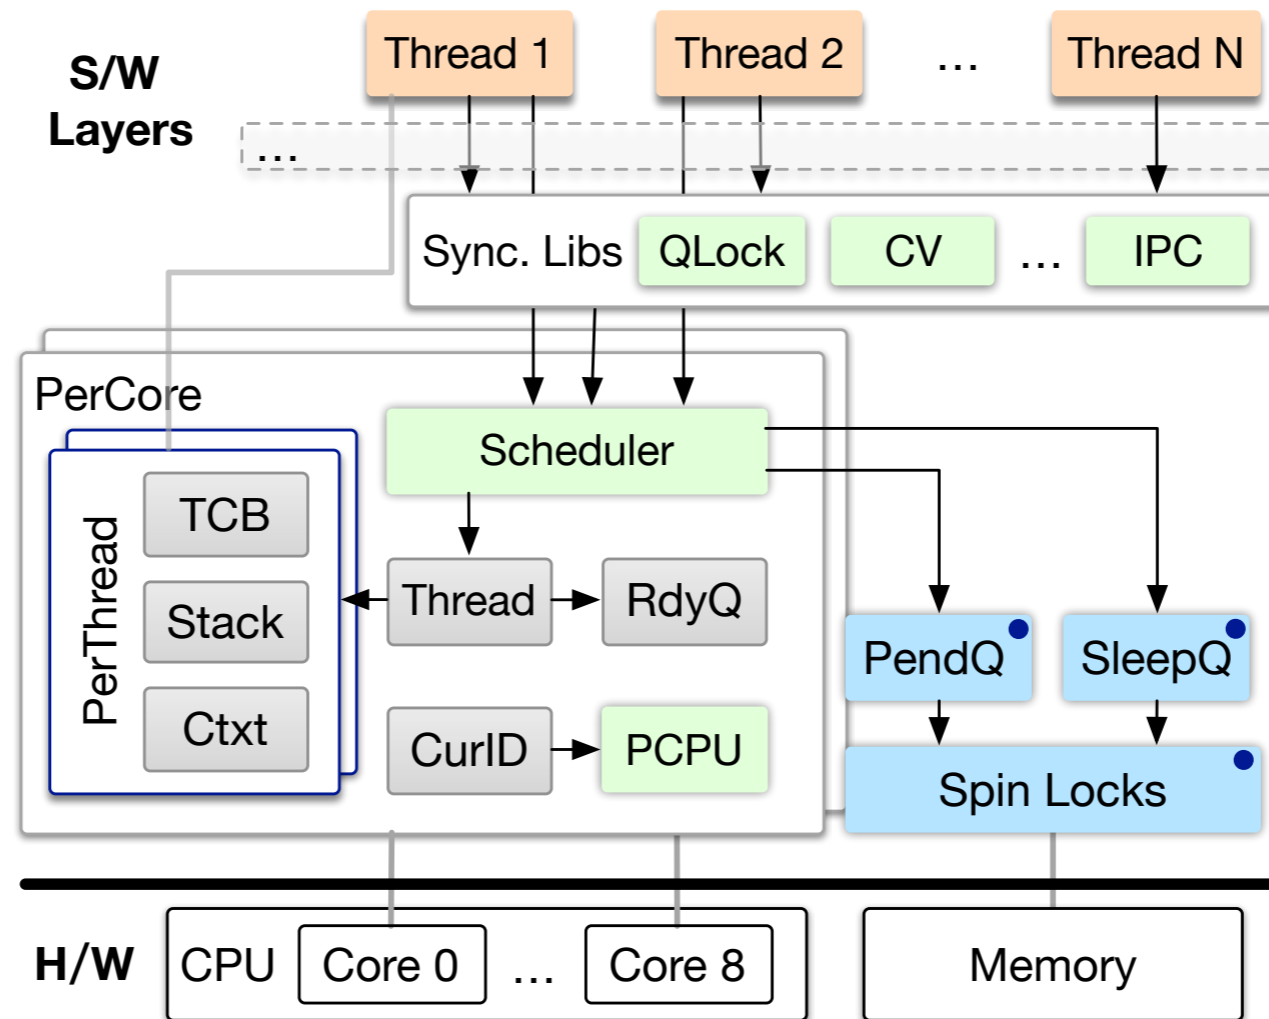 S/W
Layers
Thread 1
Thread 2
...
Thread N
...
Sync. Libs
QLock
CV
...
IPC
PerCore
Scheduler
PerThread
TCB
Stack
Ctxt
Thread
RdyQ
CurID
PCPU
PendQ
SleepQ
Spin Locks
H/W
CPU
Core 0
...
Core 8
Memory